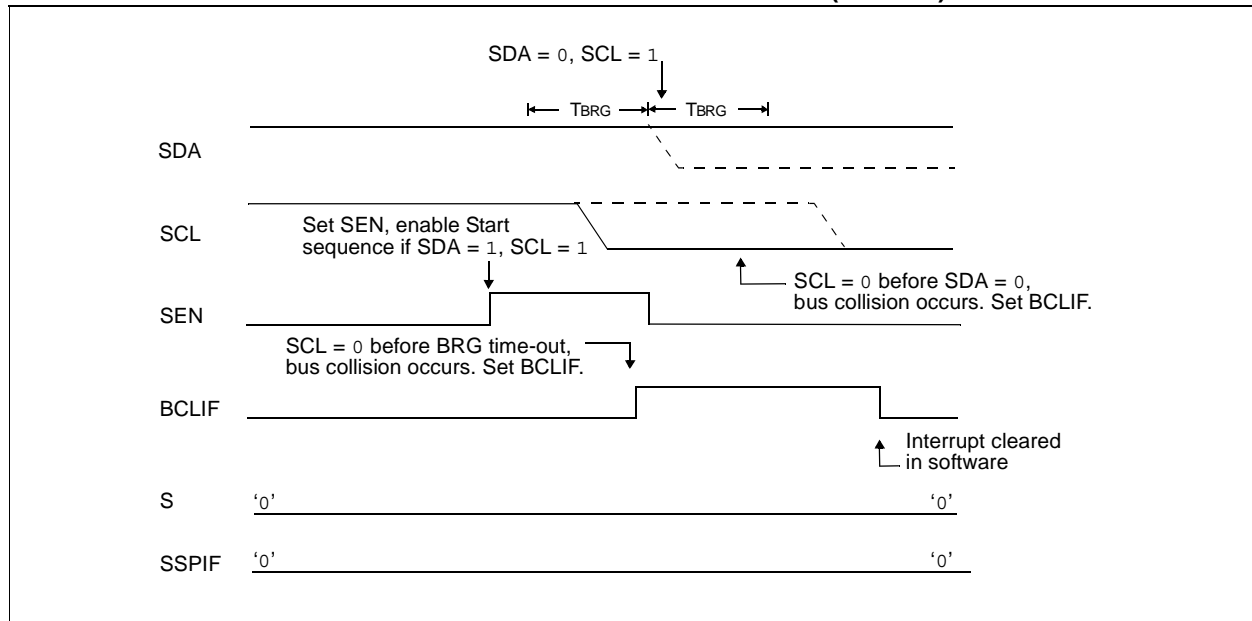 SDA = 0, SCL = 1
TBRG TBRG
SDA
SCL
Set SEN, enable Start
sequence if SDA = 1, SCL = 1
SCL = 0 before SDA = 0,
bus collision occurs. Set BCLIF.
SEN
SCL = 0 before BRG time-out,
bus collision occurs. Set BCLIF.
BCLIF
Interrupt cleared
in software
S ‘0’ ‘0’
SSPIF ‘0’ ‘0’